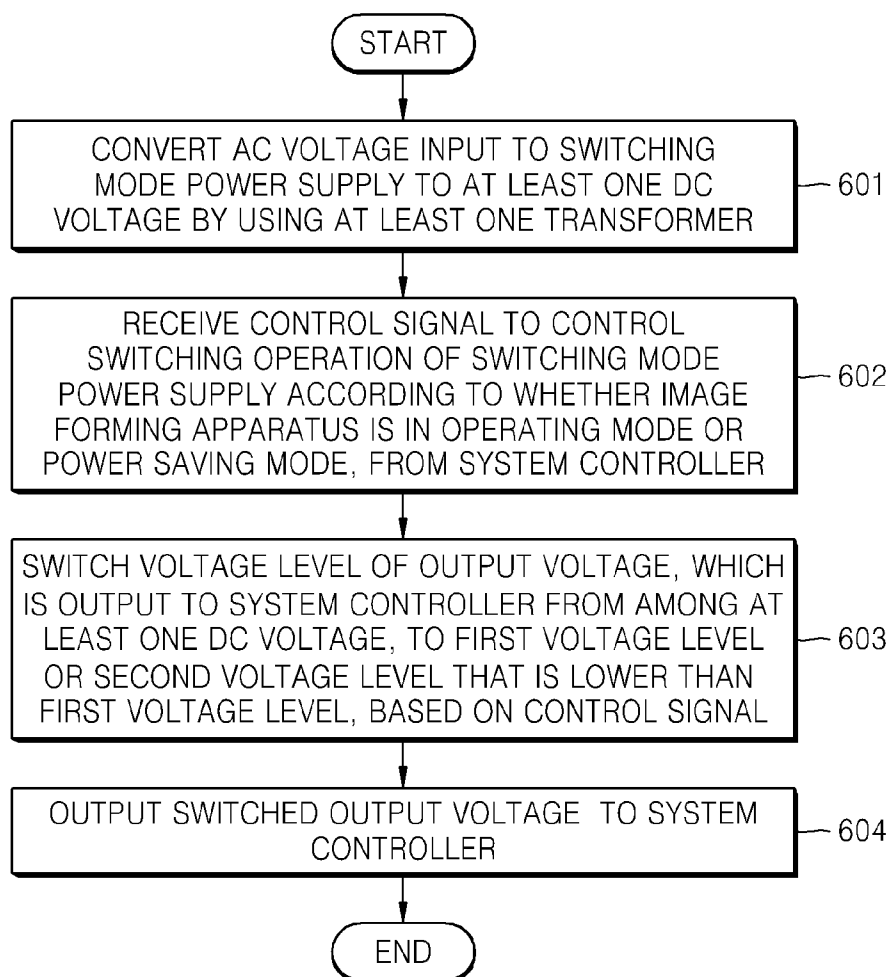 START
CONVERT AC VOLTAGE INPUT TO SWITCHING
MODE POWER SUPPLY TO AT LEAST ONE DC
VOLTAGE BY USING AT LEAST ONE TRANSFORMER
601
RECEIVE CONTROL SIGNAL TO CONTROL
SWITCHING OPERATION OF SWITCHING MODE
POWER SUPPLY ACCORDING TO WHETHER IMAGE
FORMING APPARATUS IS IN OPERATING MODE OR
POWER SAVING MODE, FROM SYSTEM CONTROLLER
602
SWITCH VOLTAGE LEVEL OF OUTPUT VOLTAGE, WHICH
IS OUTPUT TO SYSTEM CONTROLLER FROM AMONG AT
LEAST ONE DC VOLTAGE, TO FIRST VOLTAGE LEVEL
OR SECOND VOLTAGE LEVEL THAT IS LOWER THAN
FIRST VOLTAGE LEVEL, BASED ON CONTROL SIGNAL
603
OUTPUT SWITCHED OUTPUT VOLTAGE TO SYSTEM
CONTROLLER
604
END